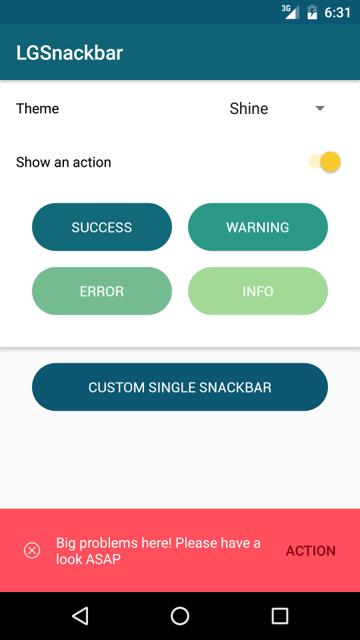 3G 6:31
LGSnackbar
Theme Shine
Show an action
SUCCESS WARNING
ERROR INFO
CUSTOM SINGLE SNACKBAR
Big problems here! Please have a
look ASAP
ACTION